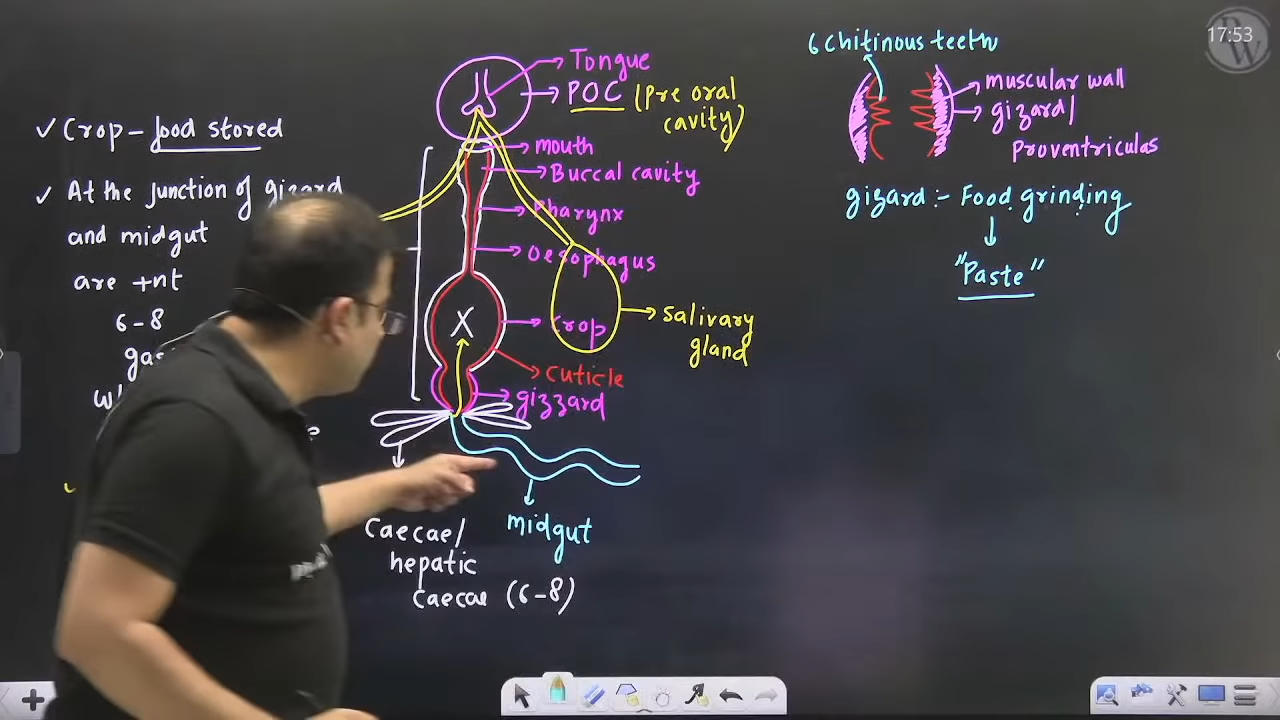 17:53
✓ Crop - food stored
✓ At the junction of gizard
and midgut
are +nt
6-8
Tongue
POC (Pre oral
cavity)
mouth
Buccal cavity
Pharynx
Oesophagus
X
Crop
Salivary
gland
cuticle
gizzard
Caecae/
hepatic
Caecae (6-8)
midgut
6 Chitinous teeth
muscular wall
gizard/
Proventriculas
gizard :- Food grinding
"Paste"